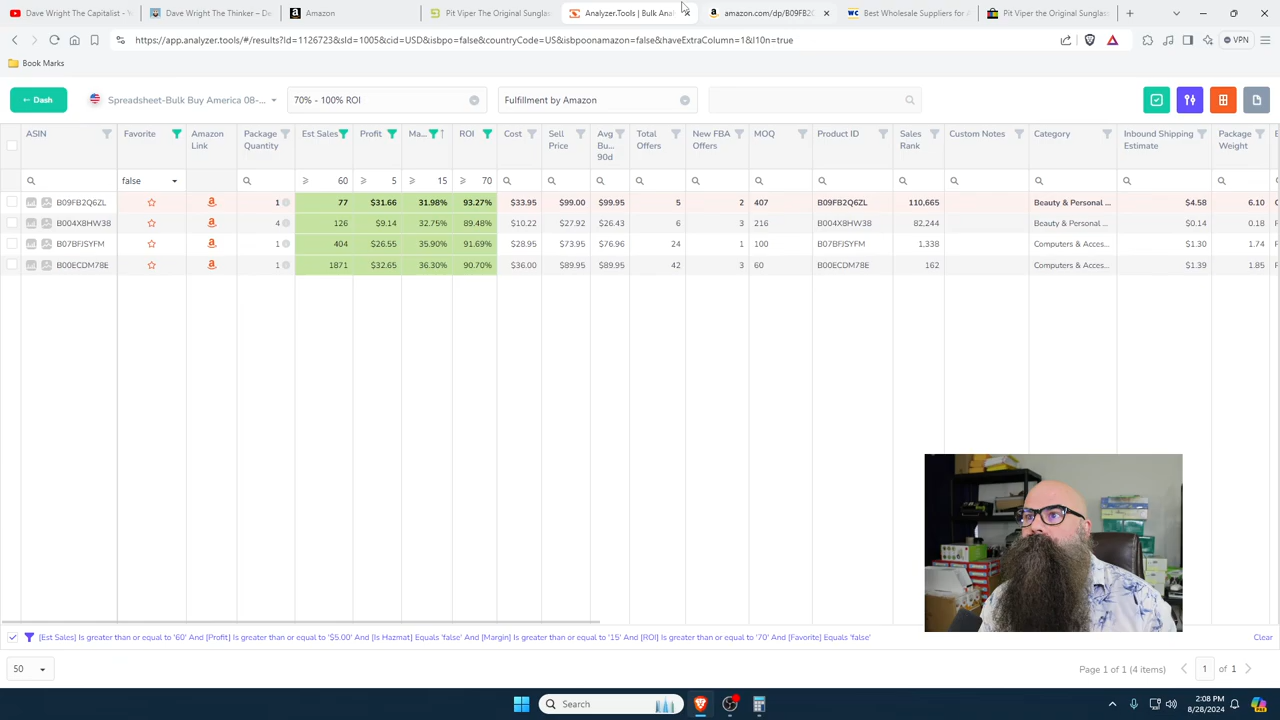 Dave Wright The Capitalist - Y
Dave Wright The Thinker – Do
Amazon
Pit Viper The Original Sunglas
Analyzer.Tools | Bulk Anal
amazon.com/dp/B09FB2Q
Best Wholesale Suppliers for A
Pit Viper the Original Sunglas
https://app.analyzer.tools/#/results?Id=1126723&sId=1005&cid=USD&isbpo=false&countryCode=US&isbpoonamazon=false&haveExtraColumn=1&l10n=true
VPN
Book Marks
← Dash
Spreadsheet-Bulk Buy America 08-...
70% - 100% ROI
Fulfillment by Amazon
ASIN Favorite Amazon Link Package Quantity Est Sales Profit Ma... ROI Cost Sell Price Avg Bu... 90d Total Offers New FBA Offers MOQ Product ID Sales Rank Custom Notes Category Inbound Shipping Estimate Package Weight
false ≥ 60 ≥ 5 ≥ 15 ≥ 70
B09FB2Q6ZL 1 77 $31.66 31.98% 93.27% $33.95 $99.00 $99.95 5 2 407 B09FB2Q6ZL 110,665 Beauty & Personal ... $4.58 6.10
B004X8HW38 4 126 $9.14 32.75% 89.48% $10.22 $27.92 $26.43 6 3 216 B004X8HW38 82,244 Beauty & Personal ... $0.14 0.18
B07BFJSYFM 1 404 $26.55 35.90% 91.69% $28.95 $73.95 $76.96 24 1 100 B07BFJSYFM 1,338 Computers & Acces... $1.30 1.74
B00ECDM78E 1 1871 $32.65 36.30% 90.70% $36.00 $89.95 $89.95 42 3 60 B00ECDM78E 162 Computers & Acces... $1.39 1.85
[Est Sales] Is greater than or equal to '60' And [Profit] Is greater than or equal to '$5.00' And [Is Hazmat] Equals 'false' And [Margin] Is greater than or equal to '15' And [ROI] Is greater than or equal to '70' And [Favorite] Equals 'false'
Clear
50
Page 1 of 1 (4 items)
1 of 1
Search
2:08 PM
8/28/2024